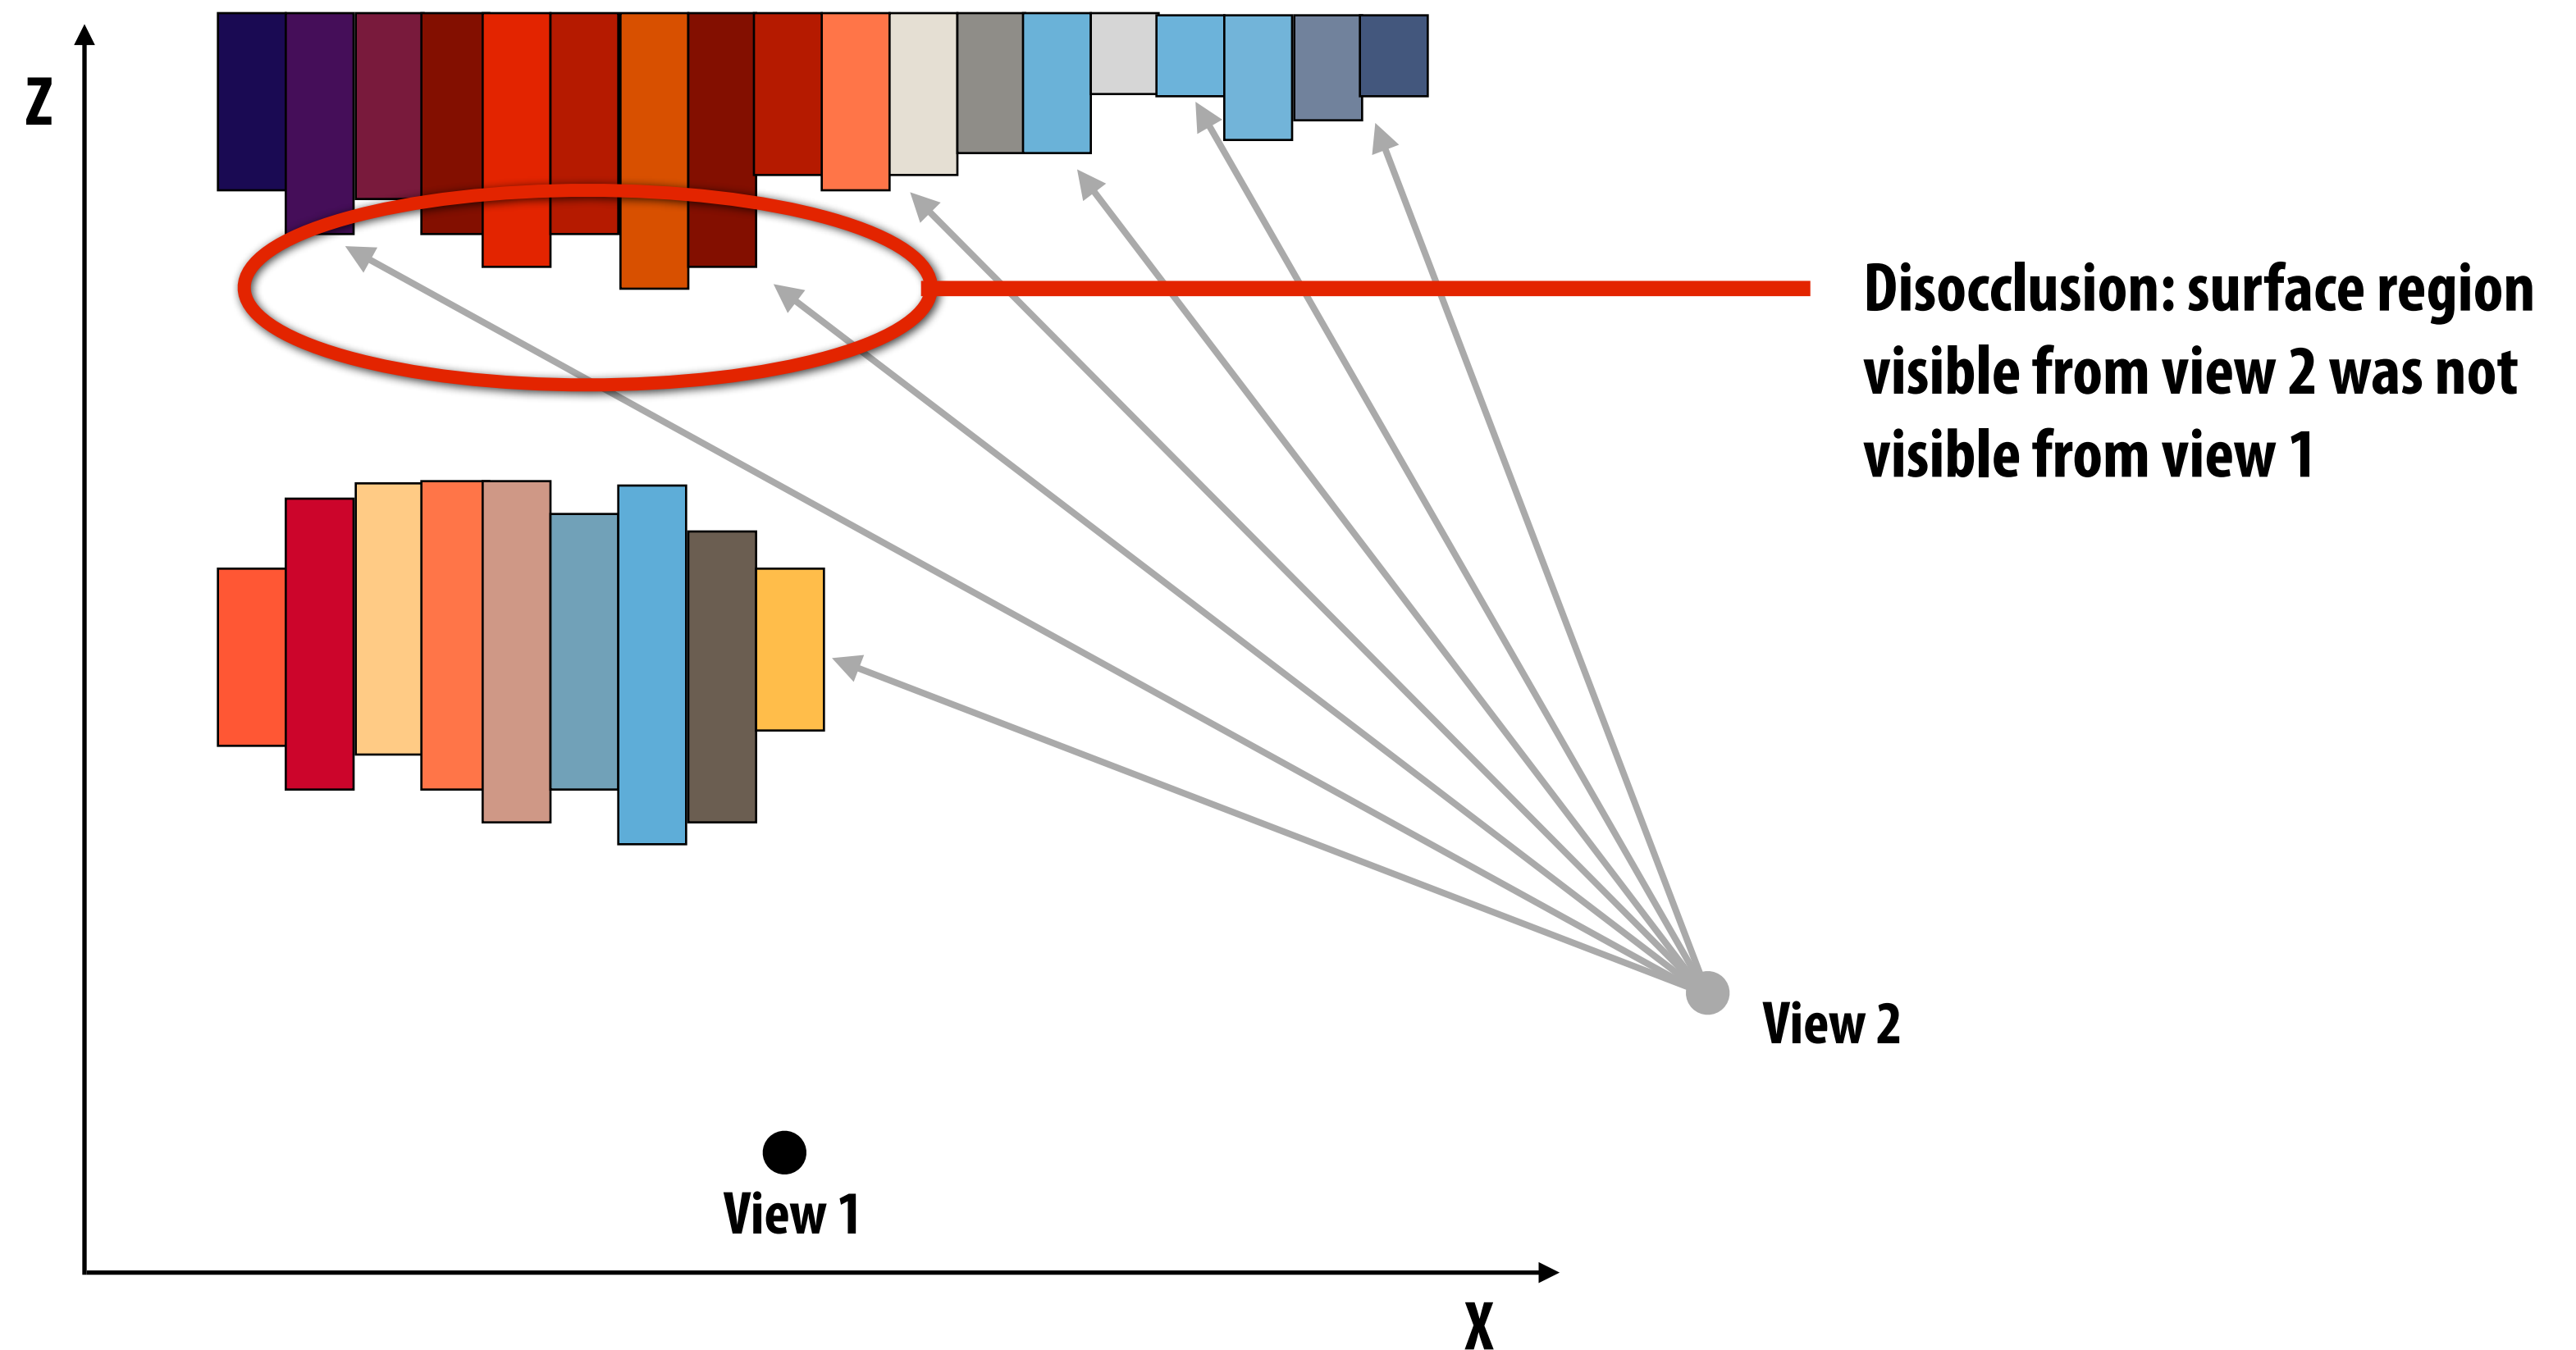 Z
Disocclusion: surface region
visible from view 2 was not
visible from view 1
View 2
View 1
X